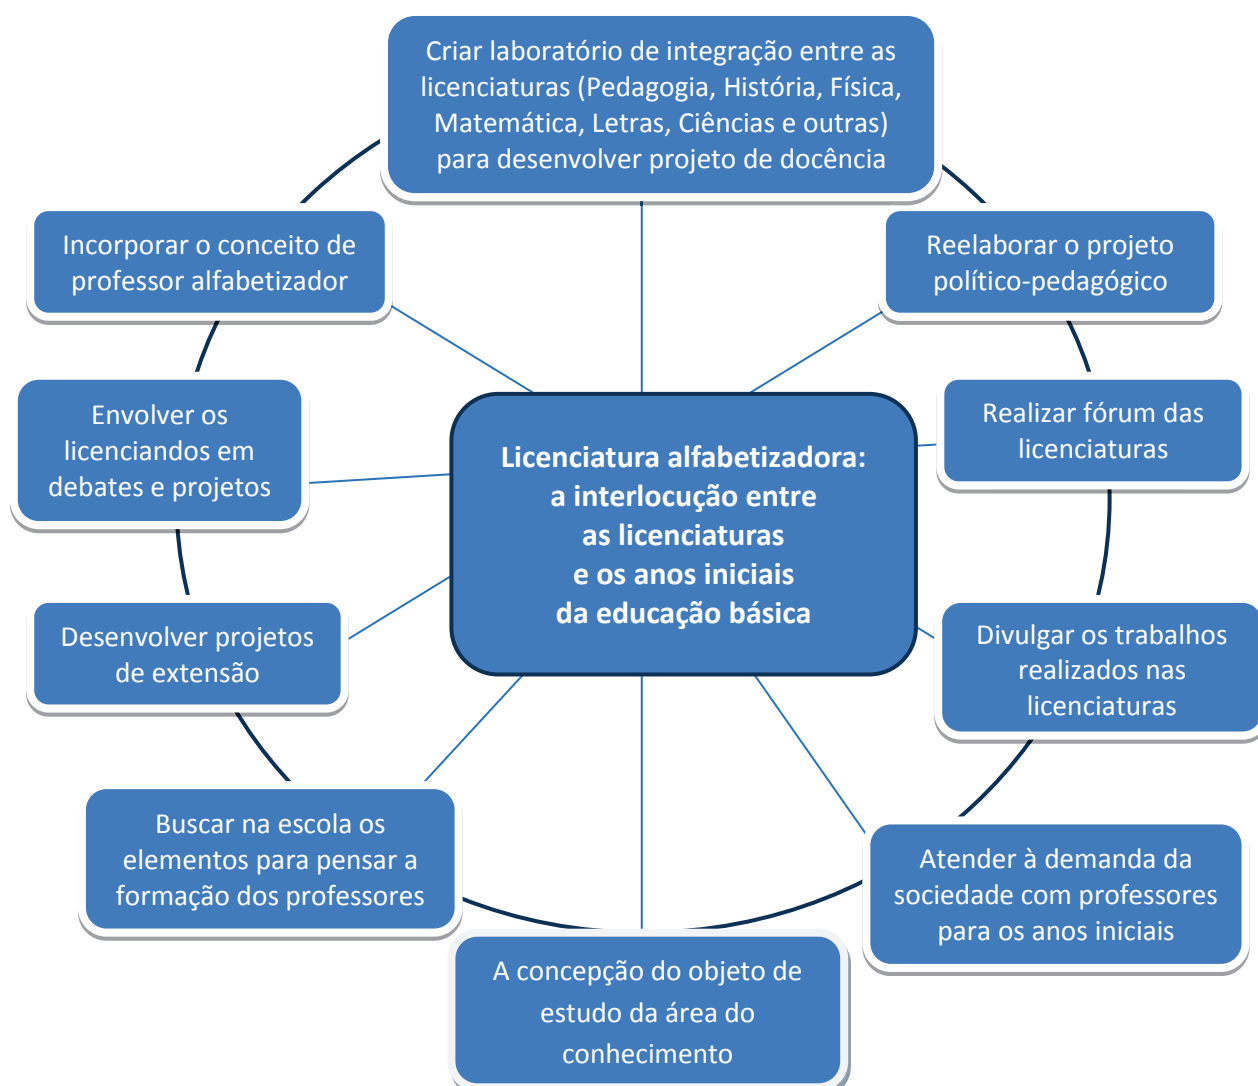 Criar laboratório de integração entre as
licenciaturas (Pedagogia, História, Física,
Matemática, Letras, Ciências e outras)
para desenvolver projeto de docência
Incorporar o conceito de
professor alfabetizador
Reelaborar o projeto
político-pedagógico
Envolver os
licenciandos em
debates e projetos
Realizar fórum das
licenciaturas
Licenciatura alfabetizadora:
a interlocução entre
as licenciaturas
e os anos iniciais
da educação básica
Desenvolver projetos
de extensão
Divulgar os trabalhos
realizados nas
licenciaturas
Buscar na escola os
elementos para pensar a
formação dos professores
Atender à demanda da
sociedade com professores
para os anos iniciais
A concepção do objeto de
estudo da área do
conhecimento